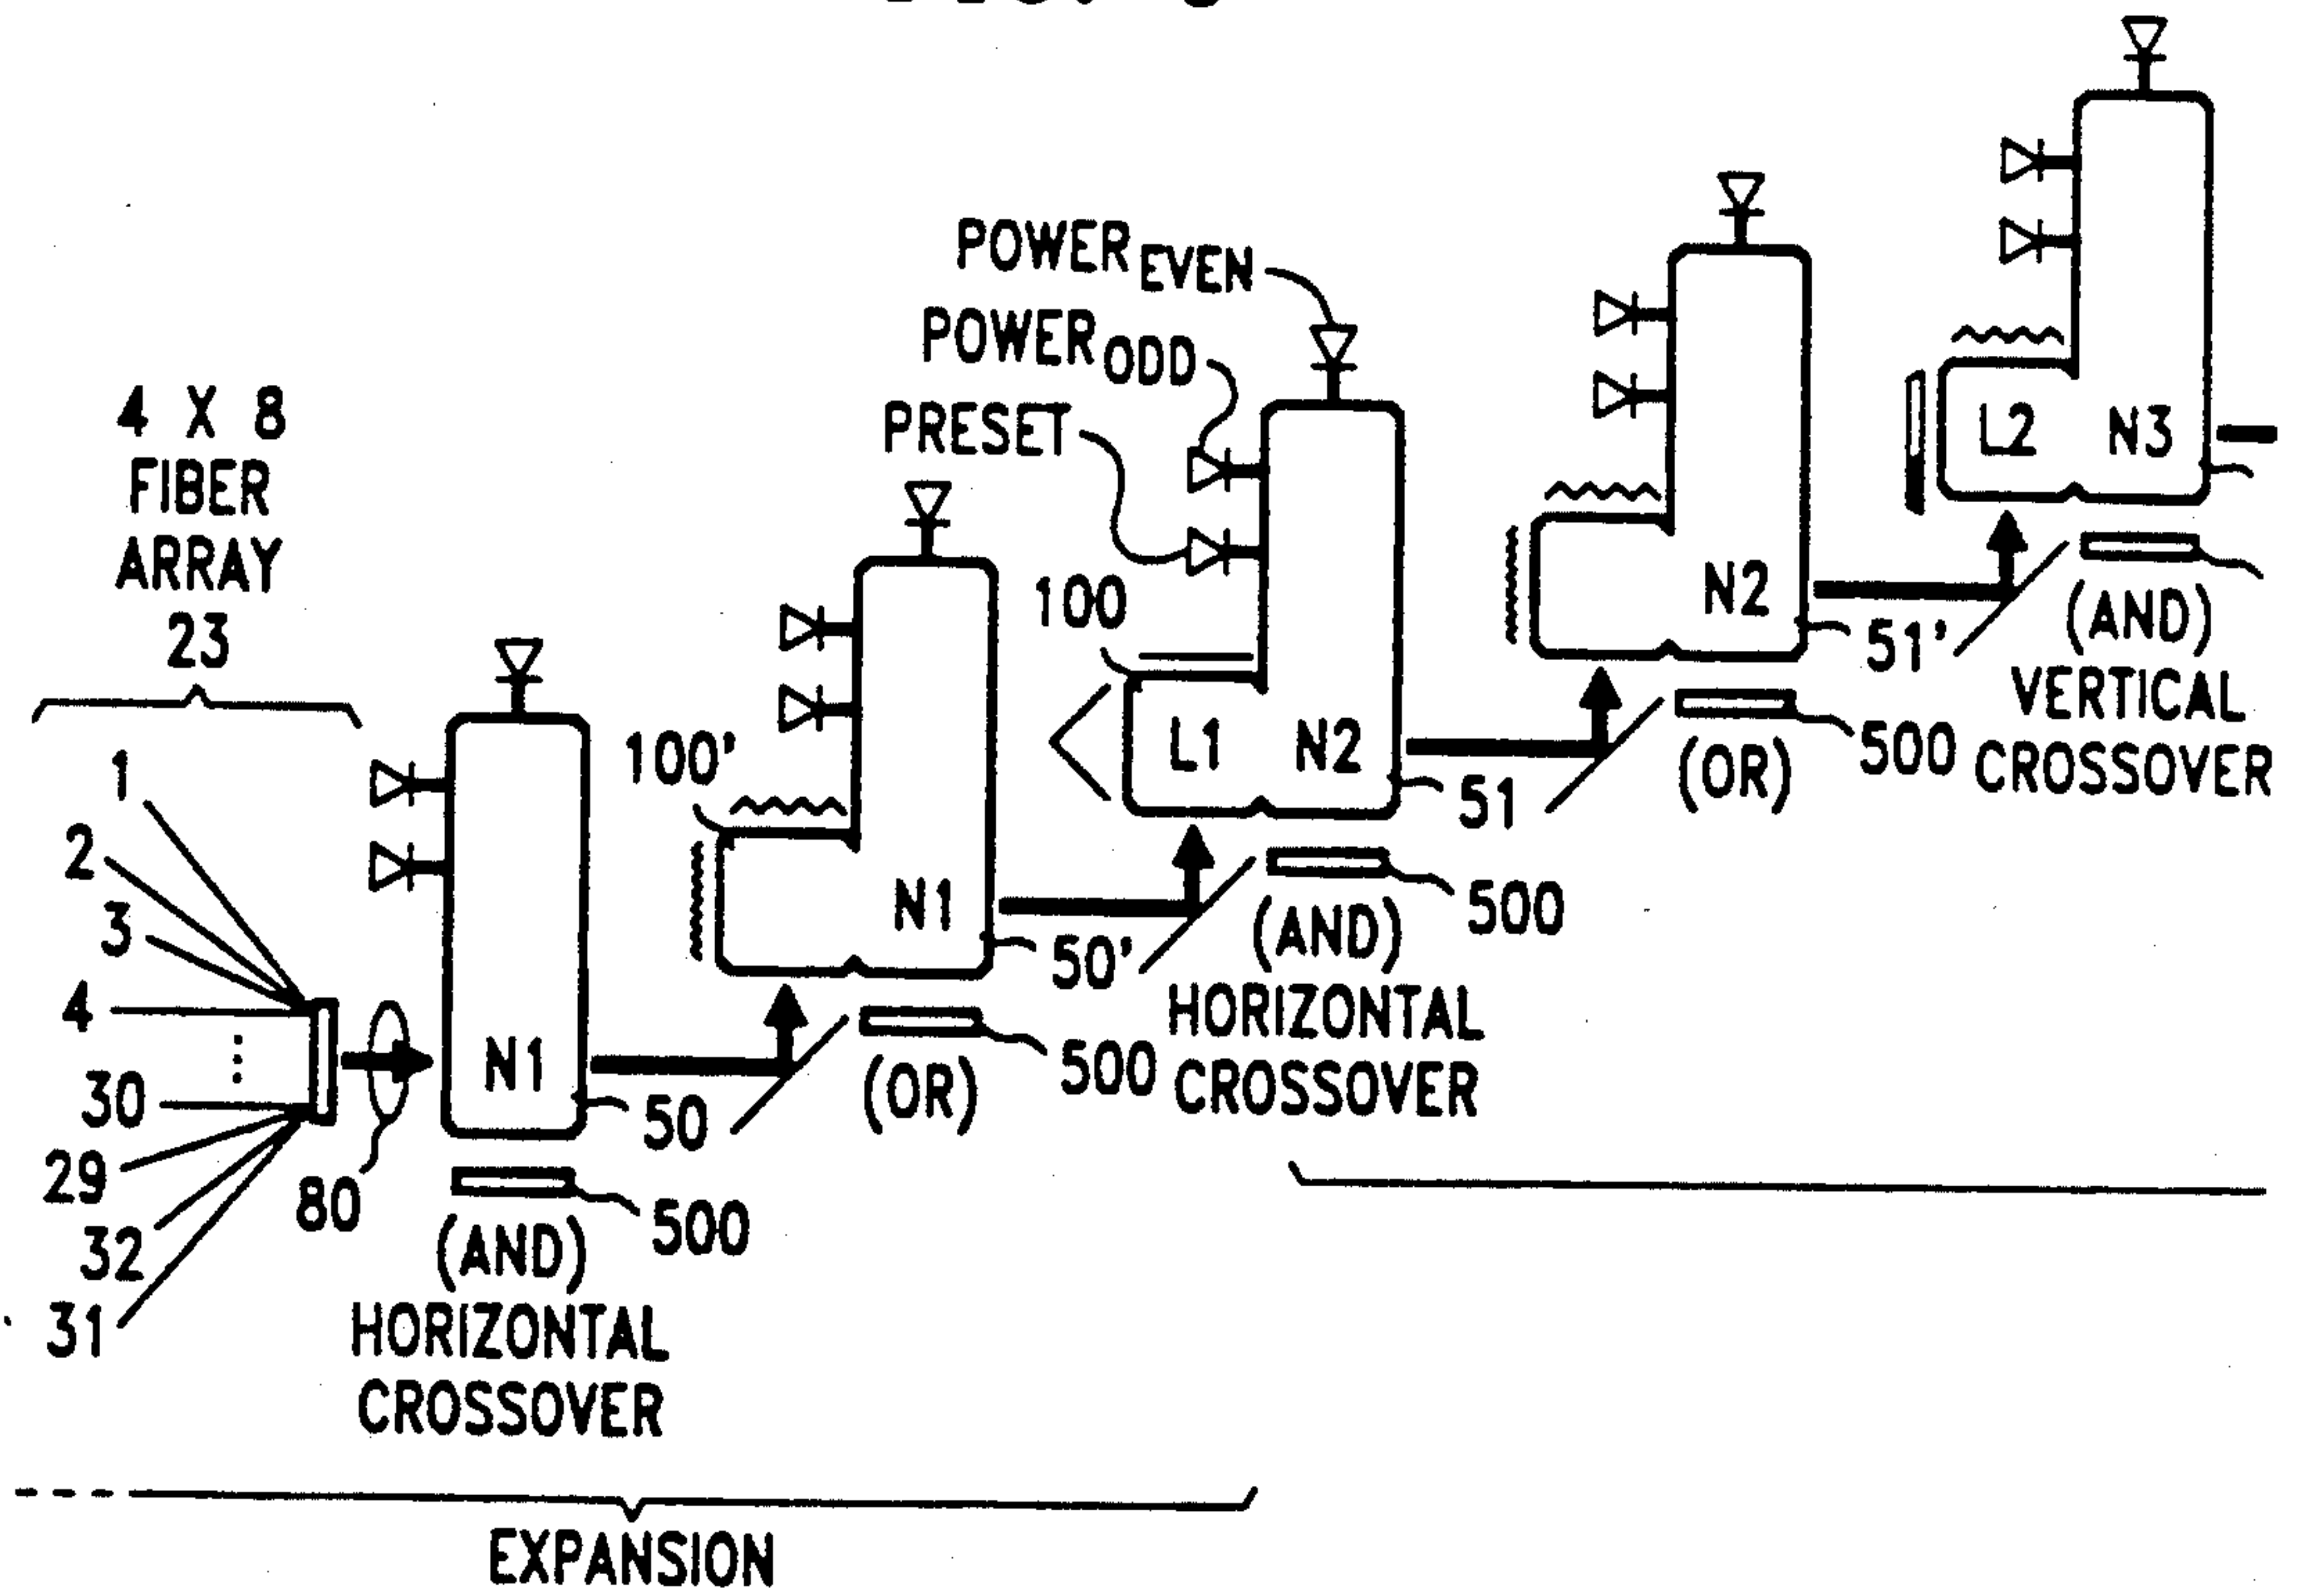 POWER EVEN
POWER ODD
PRESET
4 X 8
FIBER
ARRAY
23
1
2
3
4
30
29
32
31
80
N1
50
500
(AND)
HORIZONTAL
CROSSOVER
100'
N1
50'
500
(OR)
100
L1 N2
51
500
(AND)
HORIZONTAL
CROSSOVER
N2
51'
500
(OR)
L2 N3
(AND)
VERTICAL
CROSSOVER
EXPANSION